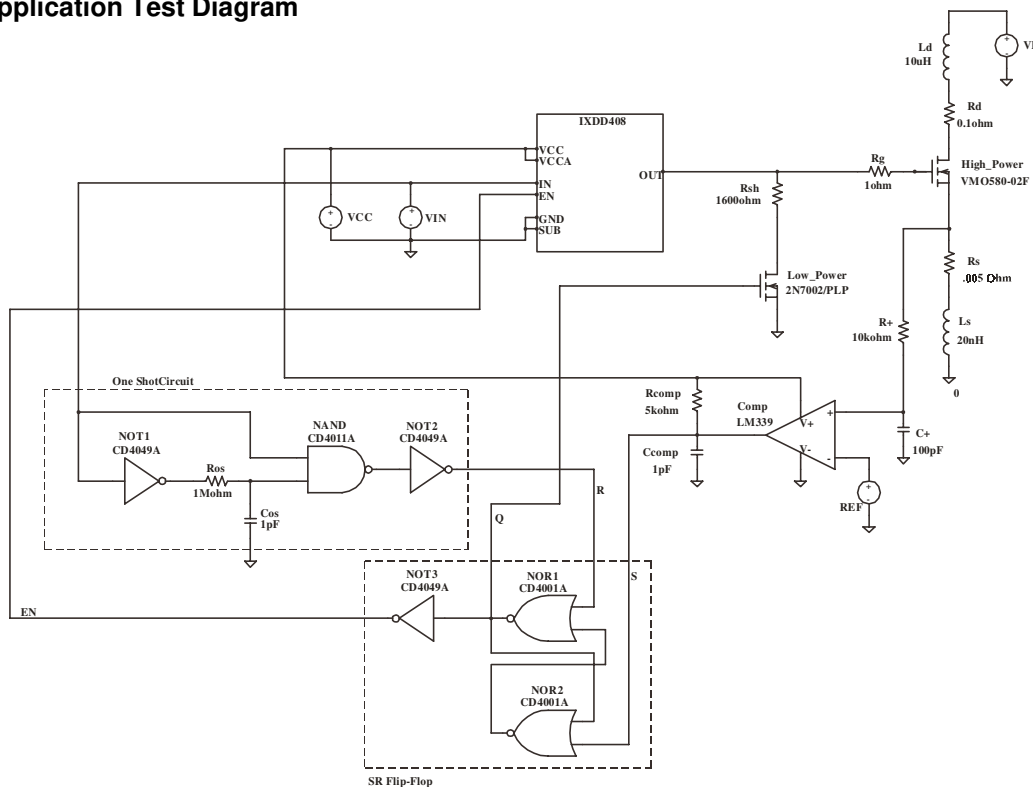 pplication Test Diagram
Ld
10uH
Rd
0.1ohm
IXDD408
VCC
VCCA
IN
EN
GND
SUB
OUT
VCC
VIN
Rg
1ohm
High_Power
VMO580-02F
Rsh
1600ohm
Low_Power
2N7002/PLP
Rs
.005 Ohm
R+
10kohm
Ls
20nH
0
One ShotCircuit
NOT1
CD4049A
Ros
1Mohm
Cos
1pF
NAND
CD4011A
NOT2
CD4049A
Rcomp
5kohm
Ccomp
1pF
Comp
LM339
V+
V-
+
-
C+
100pF
REF
R
Q
S
EN
NOT3
CD4049A
NOR1
CD4001A
NOR2
CD4001A
SR Flip-Flop